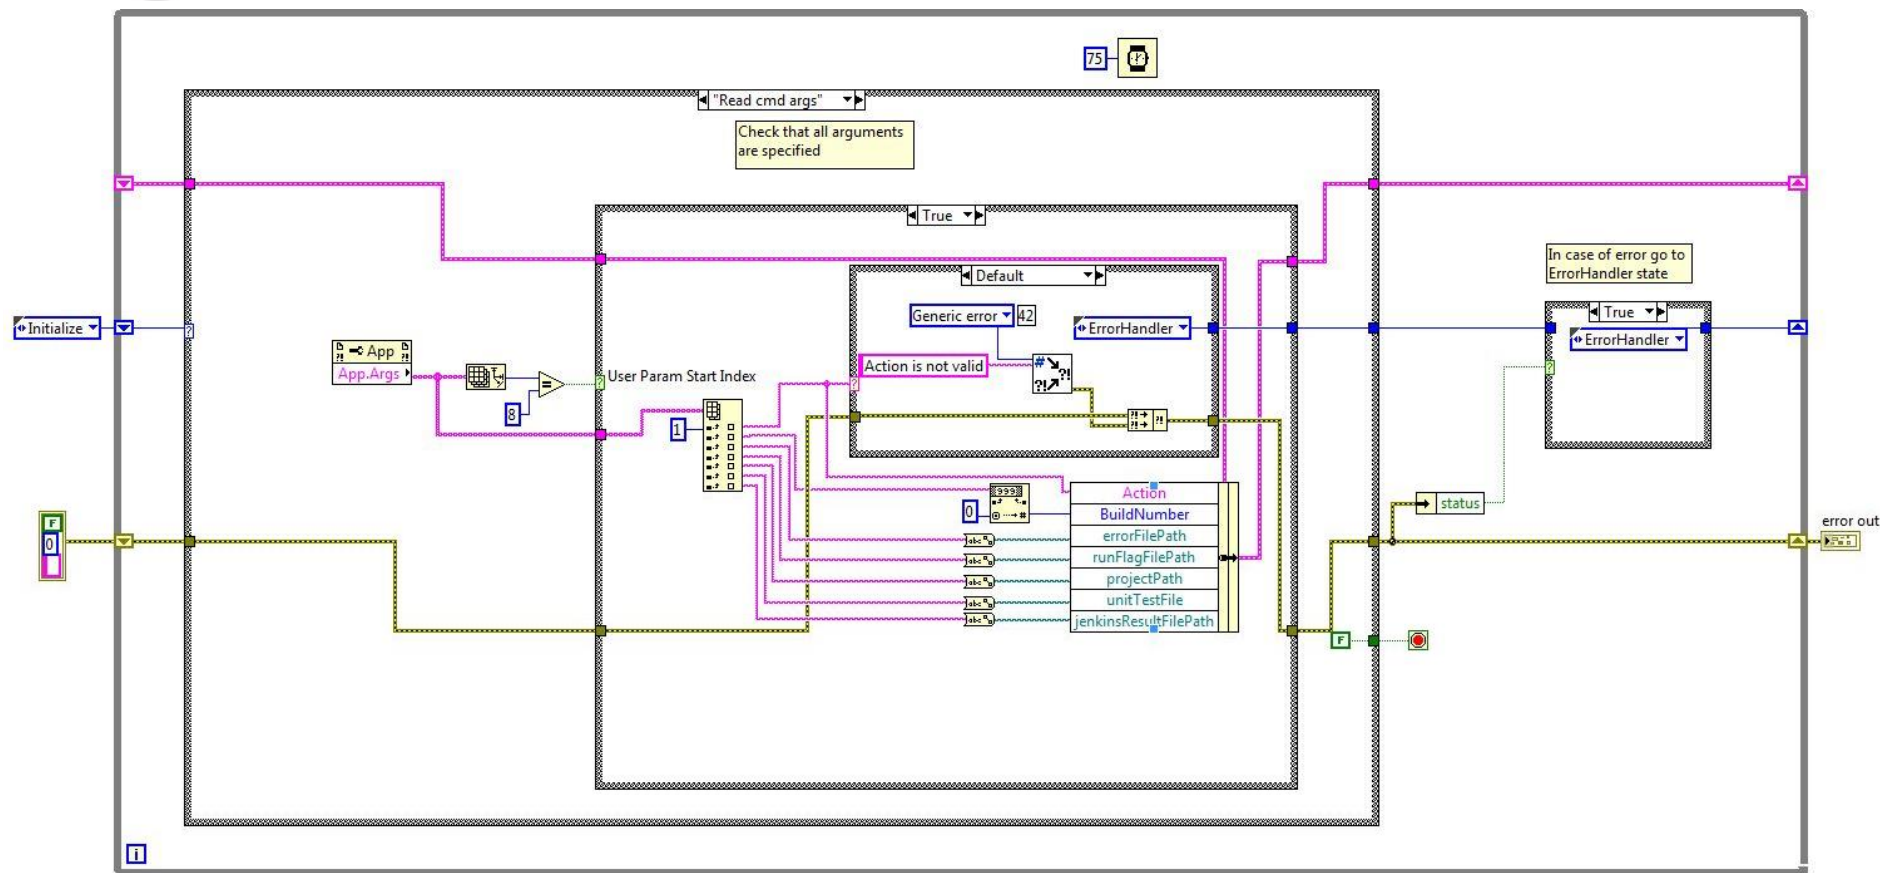 75
"Read cmd args"
Check that all arguments
are specified
True
In case of error go to
ErrorHandler state
Default
Generic error 42
ErrorHandler
Initialize
True
ErrorHandler
App
App.Args
Action is not valid
User Param Start Index
=
8
1
#
?!
?!
999
Action
0
BuildNumber
status
F
0
errorFilePath
runFlagFilePath
projectPath
unitTestFile
jenkinsResultFilePath
error out
F
i